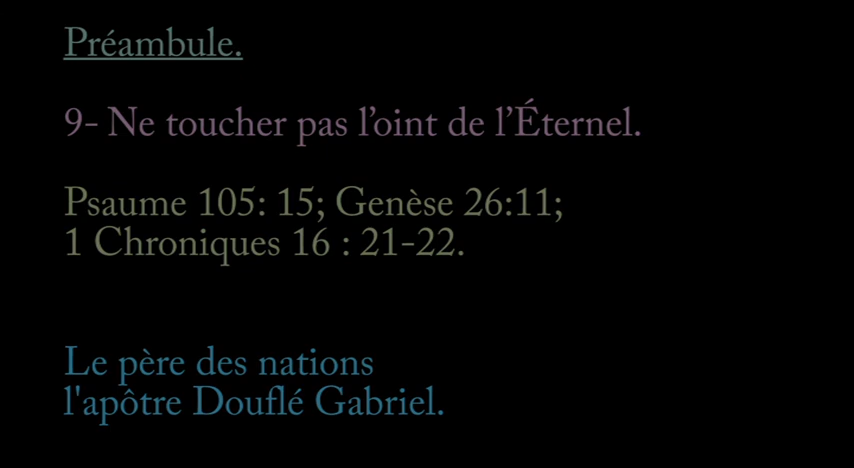 Préambule.
9- Ne toucher pas l’oint de l’Éternel.
Psaume 105: 15; Genèse 26:11;
1 Chroniques 16 : 21-22.
Le père des nations
l'apôtre Douflé Gabriel.